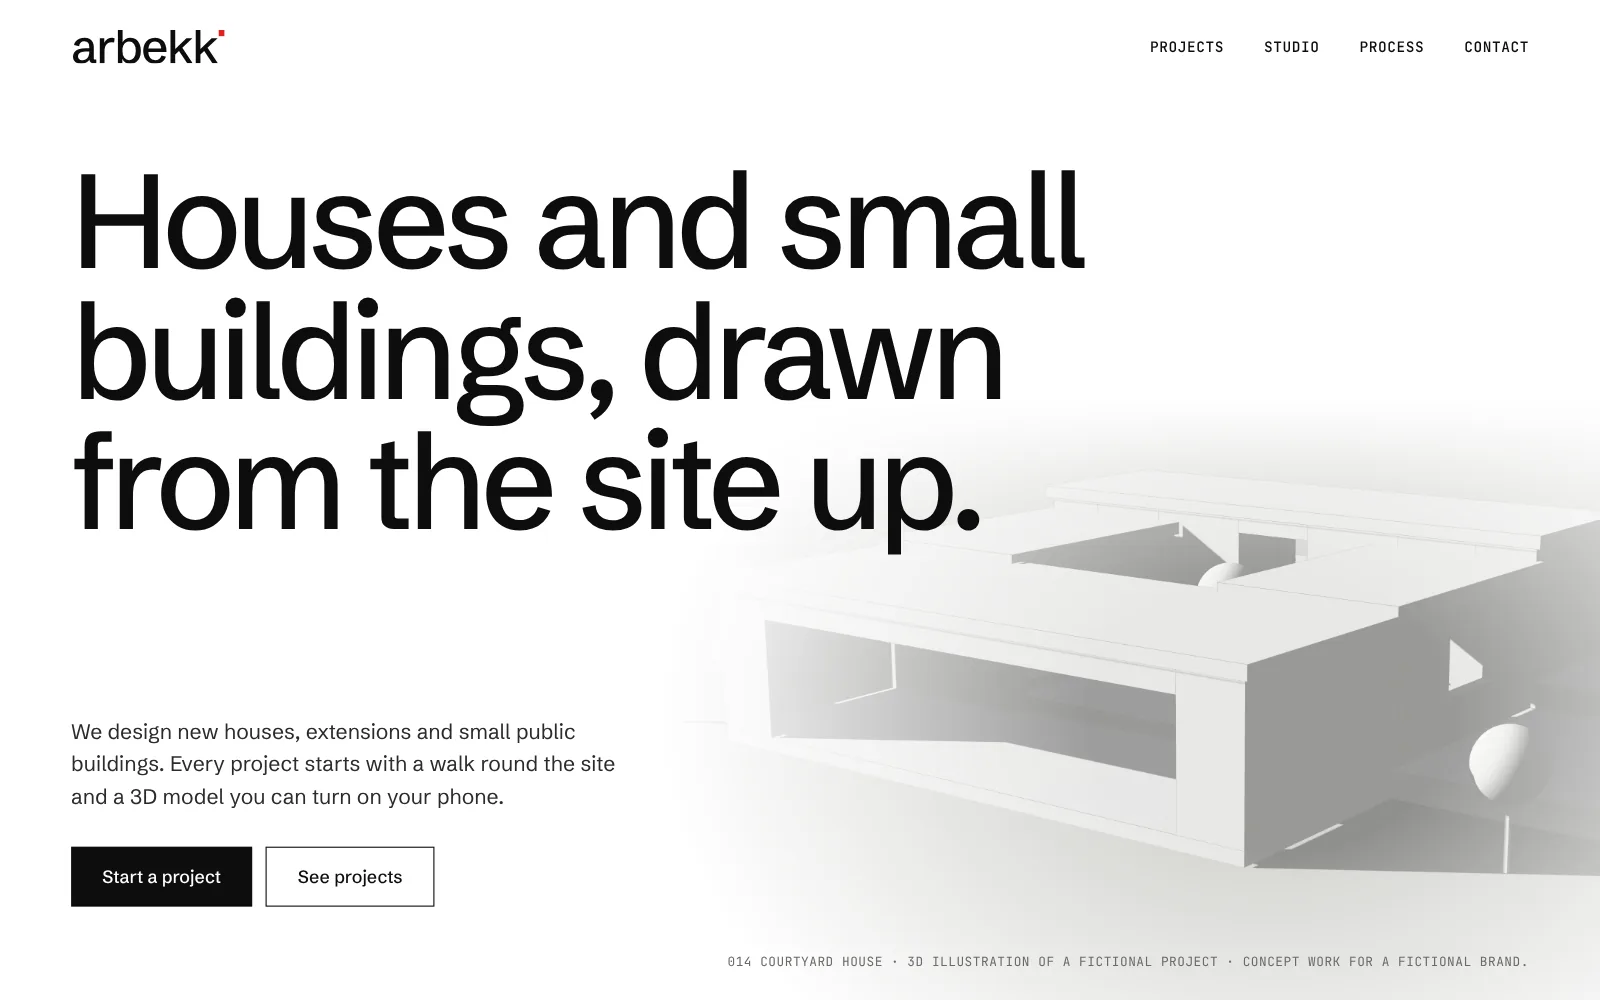 arbekk
PROJECTS STUDIO PROCESS CONTACT
Houses and small
buildings, drawn
from the site up.
We design new houses, extensions and small public
buildings. Every project starts with a walk round the site
and a 3D model you can turn on your phone.
Start a project See projects
014 COURTYARD HOUSE · 3D ILLUSTRATION OF A FICTIONAL PROJECT · CONCEPT WORK FOR A FICTIONAL BRAND.